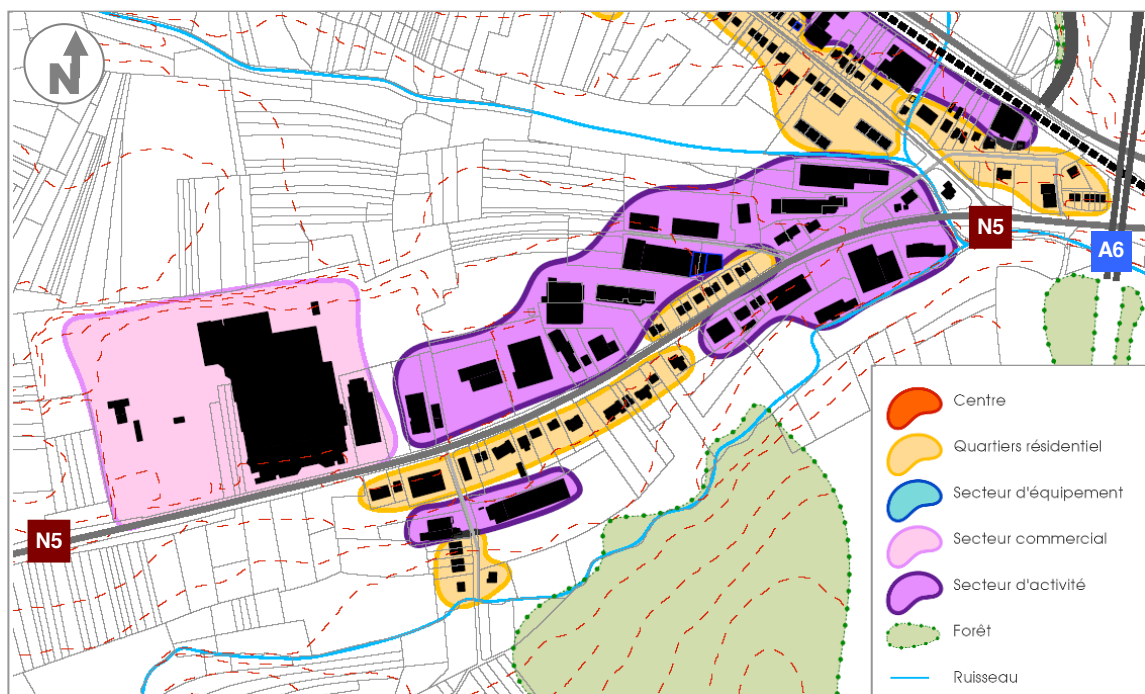 N
N5
A6
N5
Centre
Quartiers résidentiel
Secteur d'équipement
Secteur commercial
Secteur d'activité
Forêt
Ruisseau